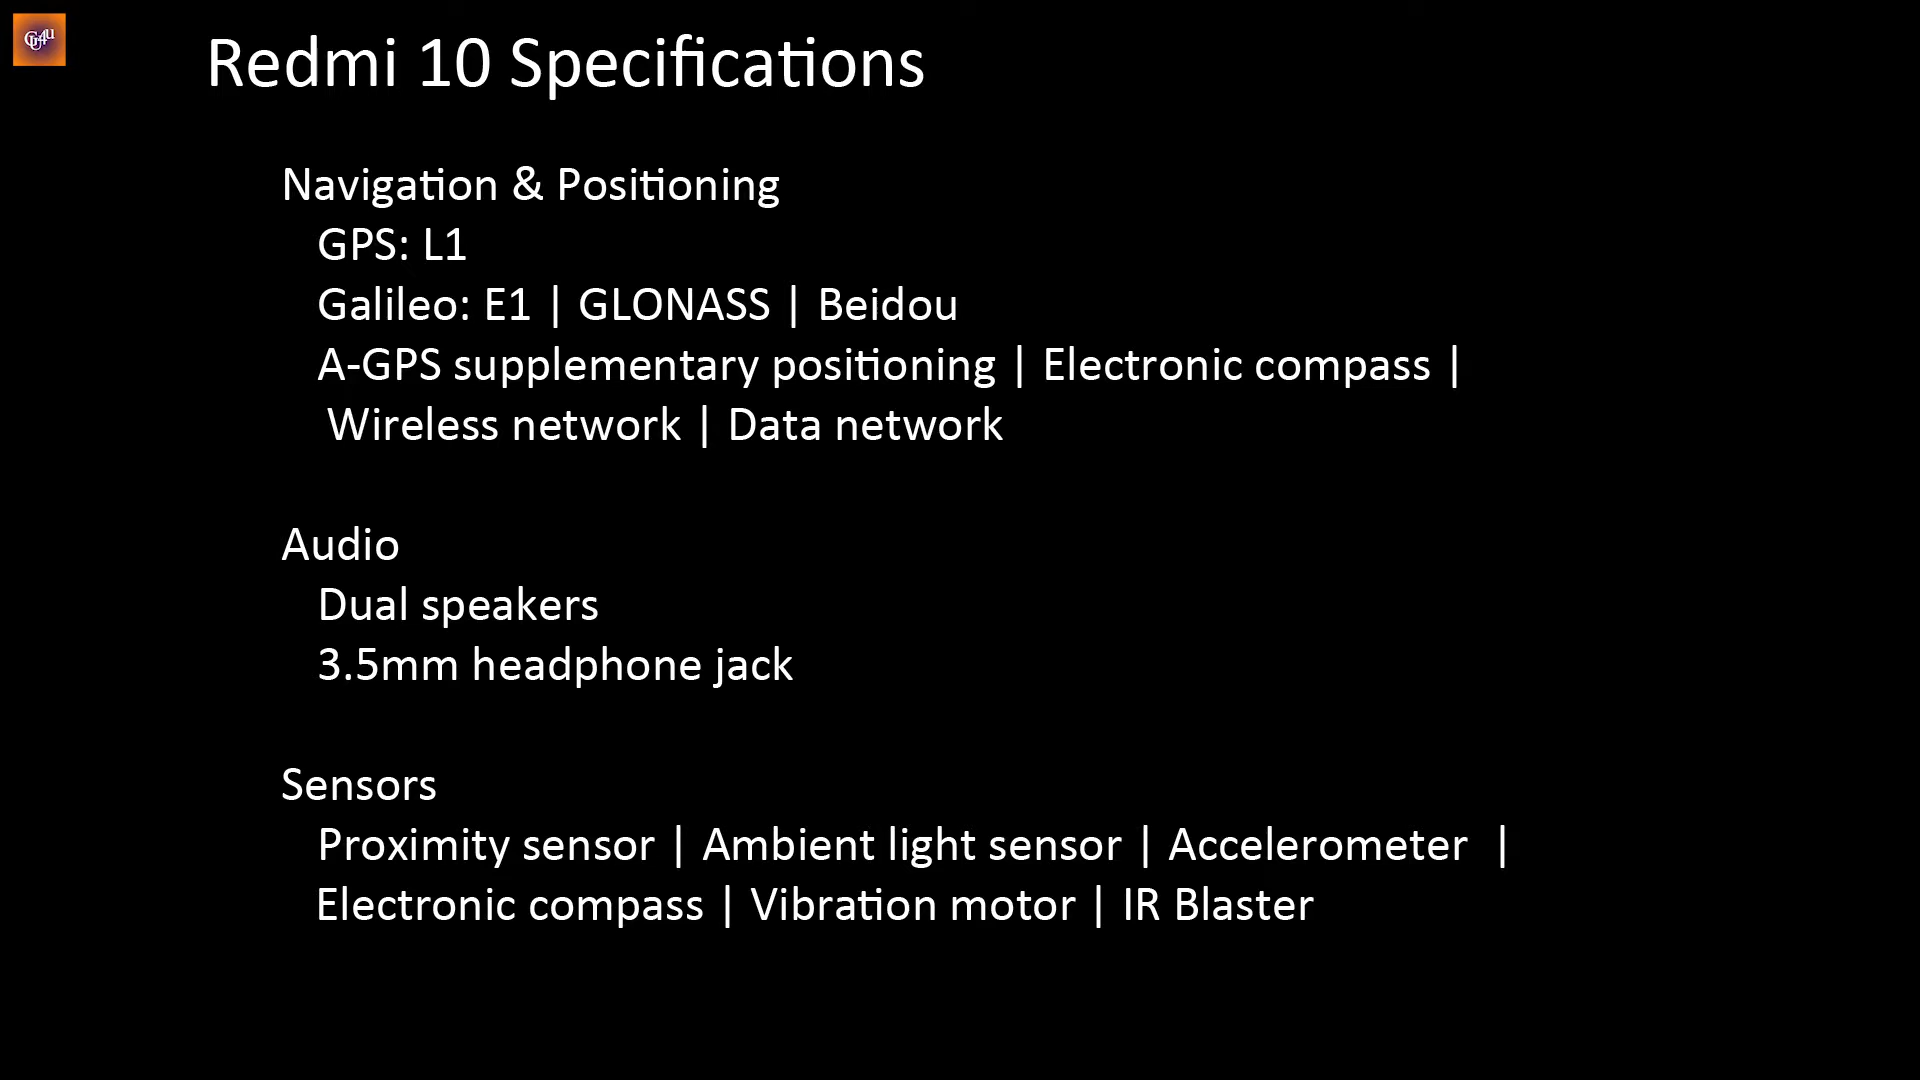 Redmi 10 Specifications
Navigation & Positioning
GPS: L1
Galileo: E1 | GLONASS | Beidou
A-GPS supplementary positioning | Electronic compass |
Wireless network | Data network
Audio
Dual speakers
3.5mm headphone jack
Sensors
Proximity sensor | Ambient light sensor | Accelerometer |
Electronic compass | Vibration motor | IR Blaster